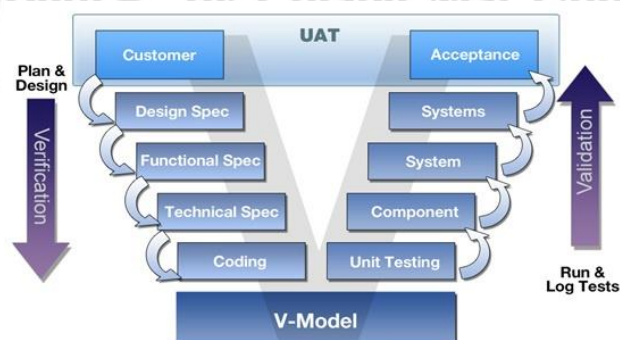 UAT
Customer
Acceptance
Plan &
Design
Design Spec
Systems
Verification
Validation
Functional Spec
System
Technical Spec
Component
Coding
Unit Testing
Run &
Log Tests
V-Model